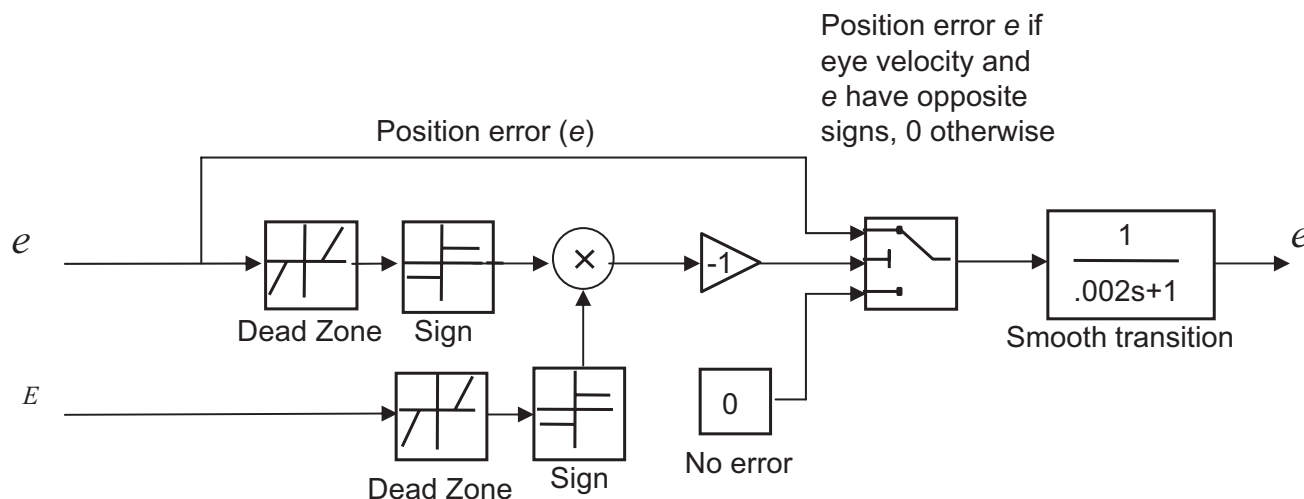 Position error e if
eye velocity and
e have opposite
signs, 0 otherwise
Position error (e)
e
Dead Zone
Sign
×
-1
1
.002s+1
Smooth transition
e
E
Dead Zone
Sign
0
No error